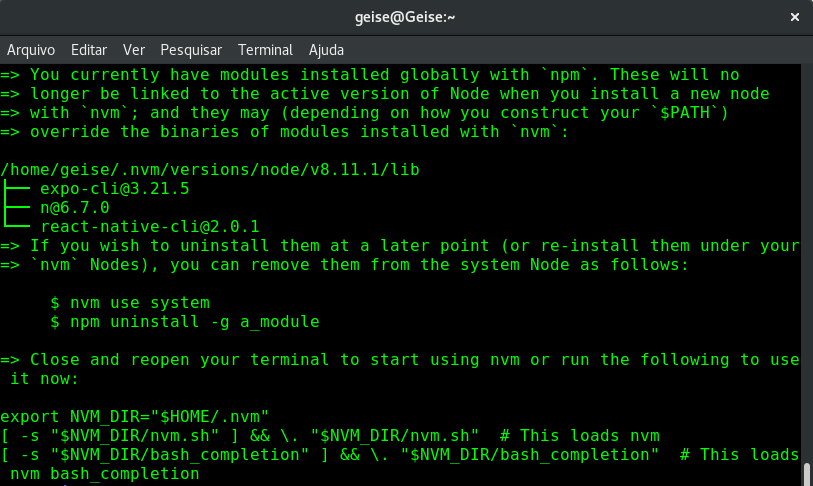 geise@Geise:~
Arquivo Editar Ver Pesquisar Terminal Ajuda
=> You currently have modules installed globally with `npm`. These will no
=> longer be linked to the active version of Node when you install a new node
=> with `nvm`; and they may (depending on how you construct your `$PATH`)
=> override the binaries of modules installed with `nvm`:

/home/geise/.nvm/versions/node/v8.11.1/lib
├── expo-cli@3.21.5
├── n@6.7.0
└── react-native-cli@2.0.1
=> If you wish to uninstall them at a later point (or re-install them under your
=> `nvm` Nodes), you can remove them from the system Node as follows:

     $ nvm use system
     $ npm uninstall -g a_module

=> Close and reopen your terminal to start using nvm or run the following to use
 it now:

export NVM_DIR="$HOME/.nvm"
[ -s "$NVM_DIR/nvm.sh" ] && \. "$NVM_DIR/nvm.sh"  # This loads nvm
[ -s "$NVM_DIR/bash_completion" ] && \. "$NVM_DIR/bash_completion"  # This loads
 nvm bash_completion